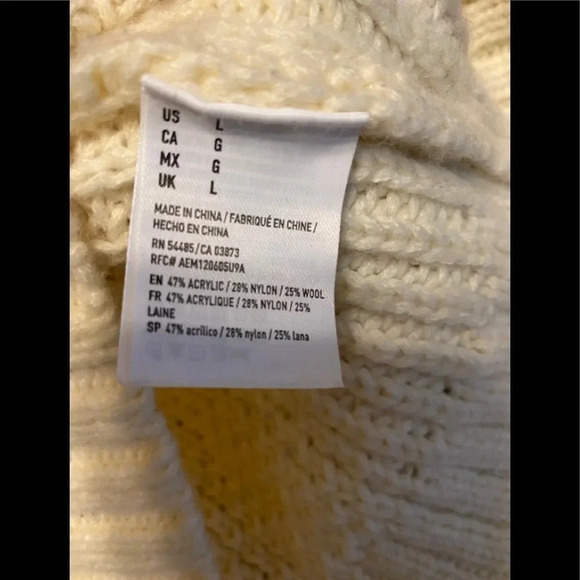 US L
CA G
MX G
UK L
MADE IN CHINA / FABRIQUÉ EN CHINE /
HECHO EN CHINA
RN 54485/CA 03873
RFC# AEM120605U9A
EN 47% ACRYLIC / 28% NYLON / 25% WOOL
FR 47% ACRYLIQUE / 28% NYLON / 25%
LAINE
SP 47% acrílico / 28% nylon / 25% lana